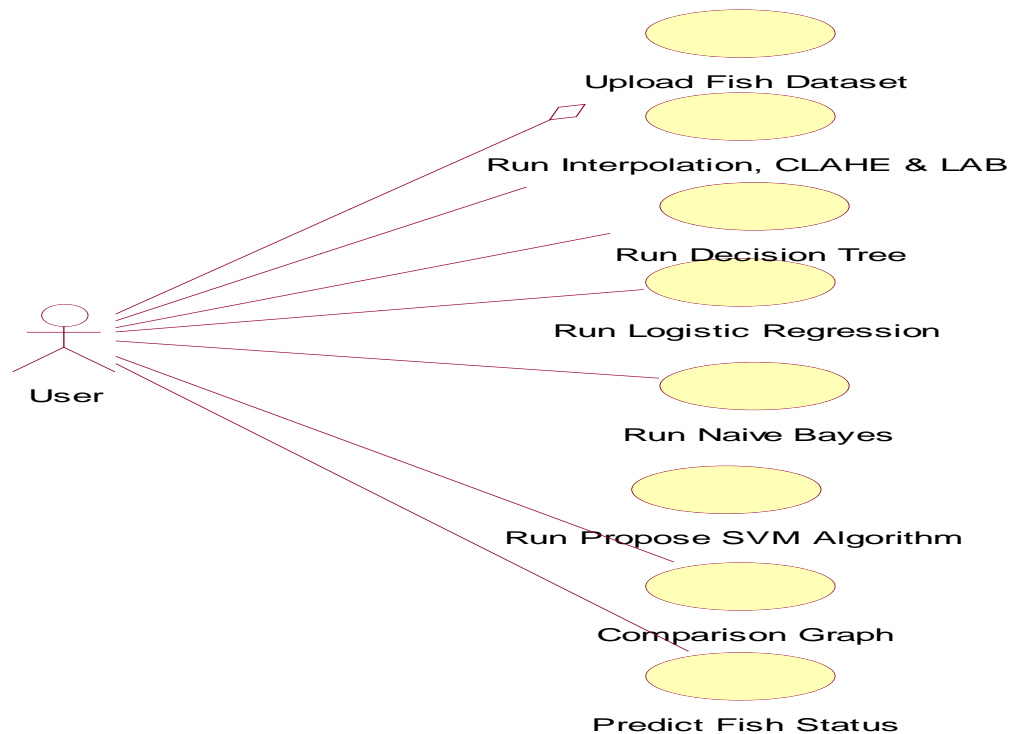 Upload Fish Dataset
Run Interpolation, CLAHE & LAB
Run Decision Tree
Run Logistic Regression
User
Run Naive Bayes
Run Propose SVM Algorithm
Comparison Graph
Predict Fish Status